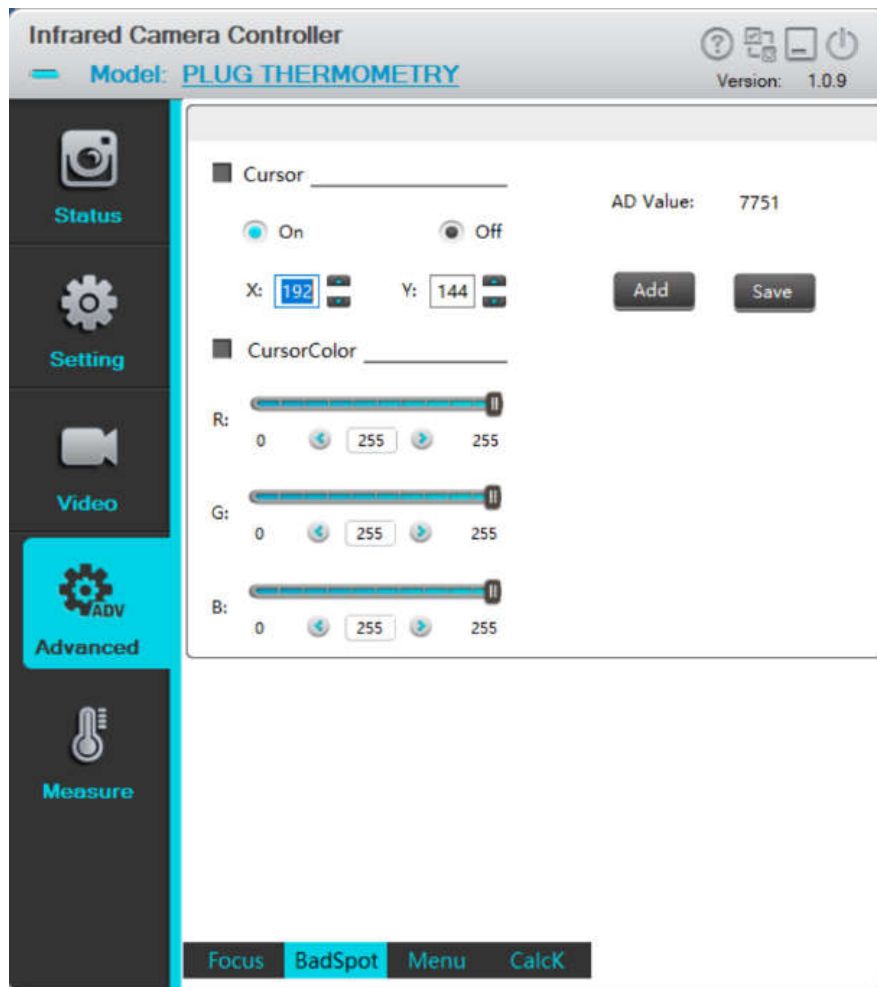 Infrared Camera Controller
Model: PLUG THERMOMETRY
Version: 1.0.9
Status
Setting
Video
ADV
Advanced
Measure
Cursor
On Off
X: 192 Y: 144
AD Value: 7751
Add Save
CursorColor
R:
0 255 255
G:
0 255 255
B:
0 255 255
Focus BadSpot Menu CalcK